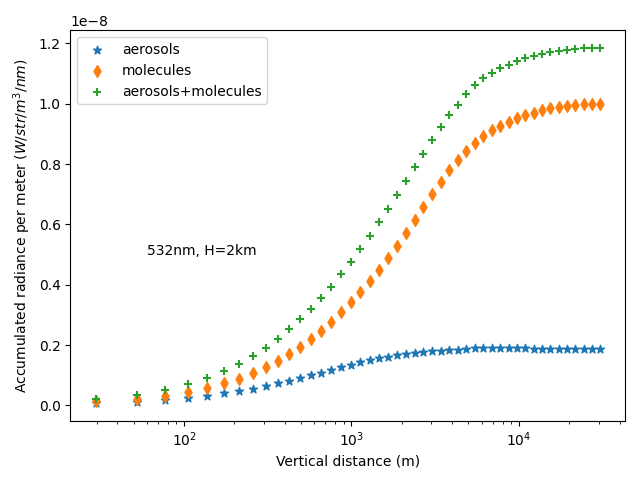 1e−8
aerosols
molecules
aerosols+molecules
1.2
1.0
0.8
0.6
0.4
0.2
0.0
532nm, H=2km
Accumulated radiance per meter (W/str/m³/nm)
10² 10³ 10⁴
Vertical distance (m)